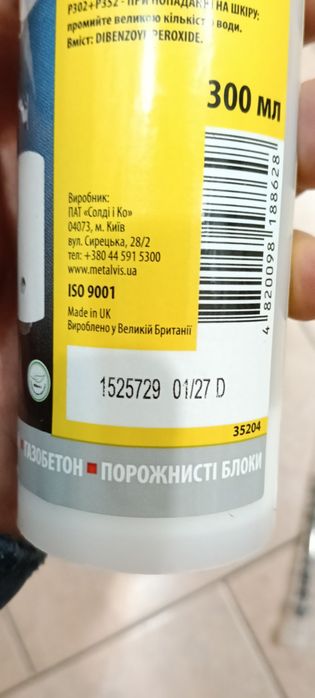 P302+P352 - ПРИ ПОПАДАННІ НА ШКІРУ:
промийте великою кількістю води.
Вміст: DIBENZOYL PEROXIDE.
300 мл
Виробник:
ПАТ «Солді і Ко»
04073, м. Київ
вул. Сирецька, 28/2
тел: +380 44 591 5300
www.metalvis.ua
ISO 9001
Made in UK
Вироблено у Великій Британії
4 820098 188628
1525729 01/27 D
35204
ГАЗОБЕТОН ▪ ПОРОЖНИСТІ БЛОКИ